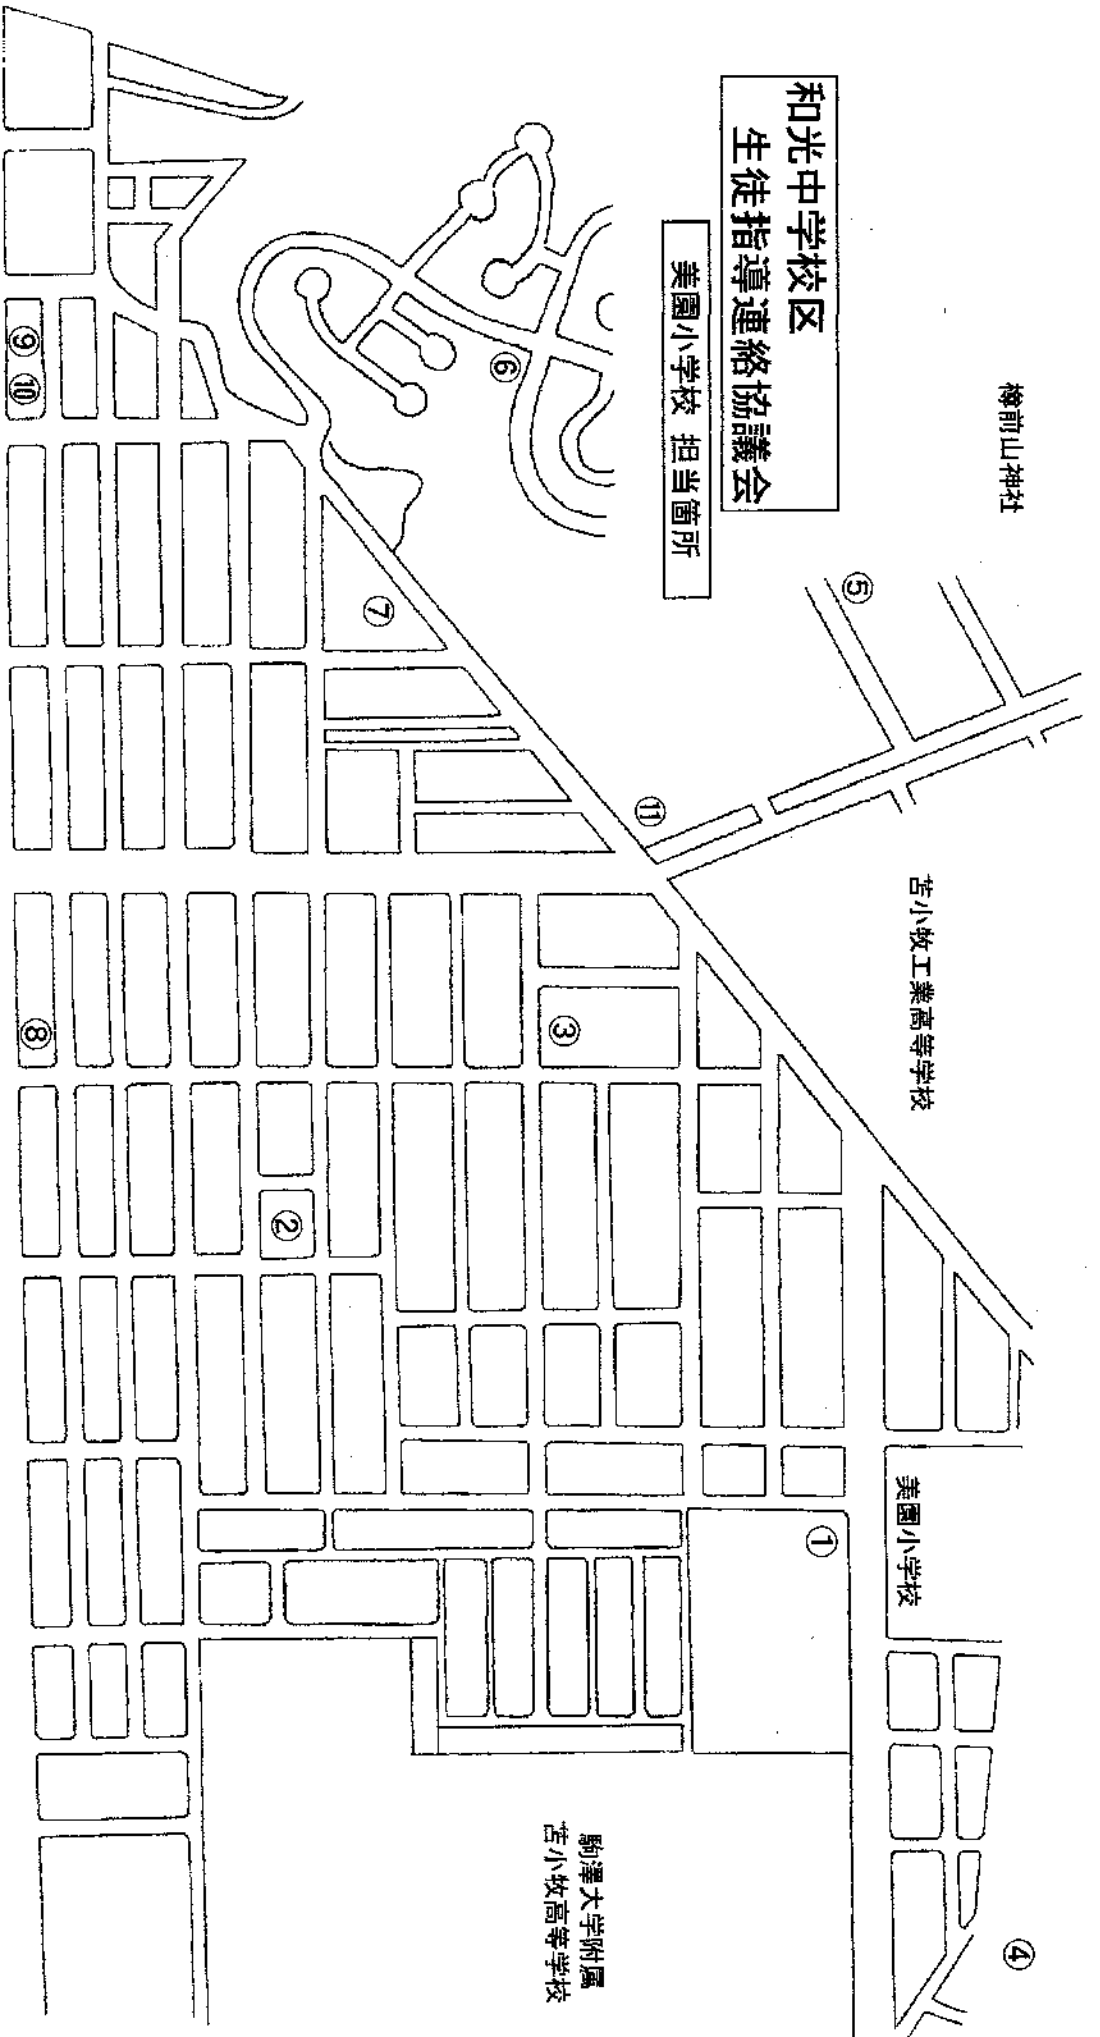 和光中学校区
生徒指導連絡協議会
美園小学校 担当箇所
樽前山神社
苫小牧工業高等学校
美園小学校
駒澤大学附属
苫小牧高等学校
①
②
③
④
⑤
⑥
⑦
⑧
⑨
⑩
⑪